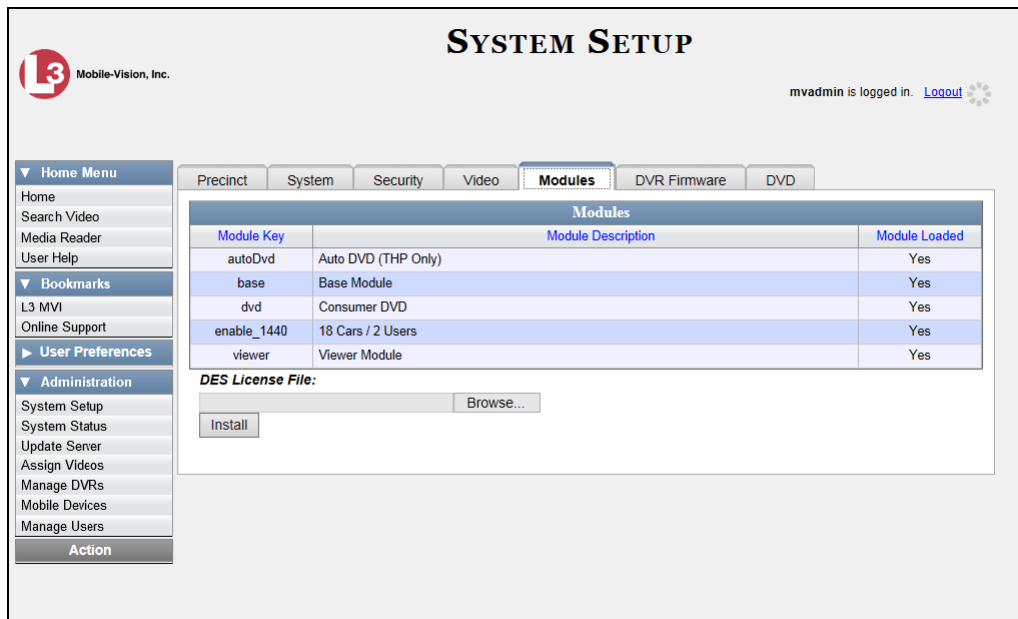 SYSTEM SETUP
L3 Mobile-Vision, Inc.
mvadmin is logged in. Logout
▼ Home Menu
Home
Search Video
Media Reader
User Help
▼ Bookmarks
L3 MVI
Online Support
▶ User Preferences
▼ Administration
System Setup
System Status
Update Server
Assign Videos
Manage DVRs
Mobile Devices
Manage Users
Action
Precinct System Security Video Modules DVR Firmware DVD
Modules
Module Key Module Description Module Loaded
autoDvd Auto DVD (THP Only) Yes
base Base Module Yes
dvd Consumer DVD Yes
enable_1440 18 Cars / 2 Users Yes
viewer Viewer Module Yes
DES License File:
Browse...
Install